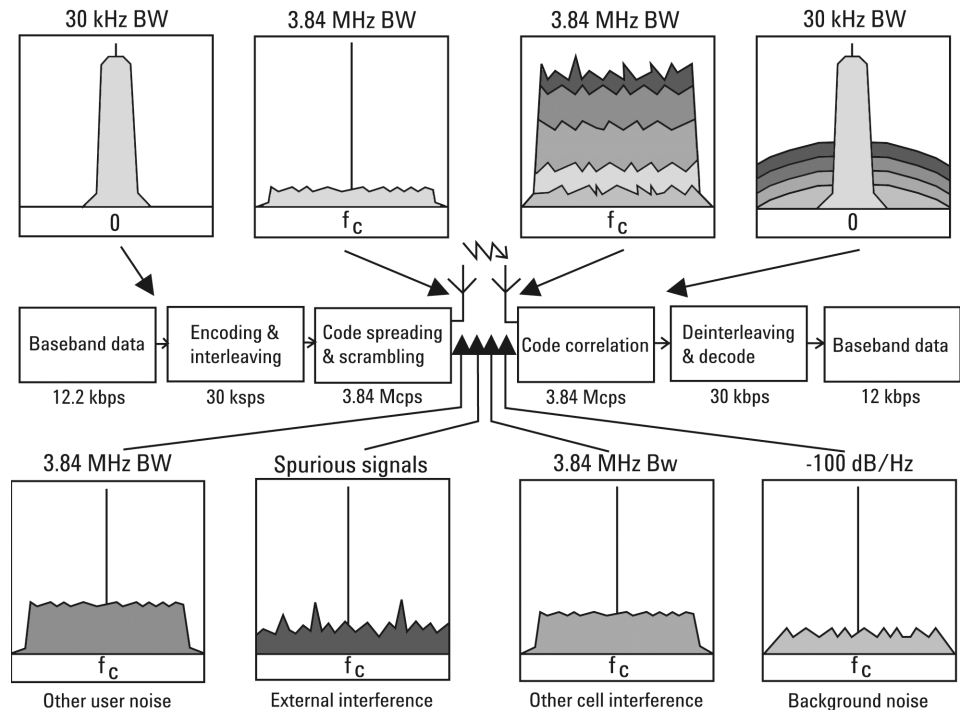 30 kHz BW
3.84 MHz BW
3.84 MHz BW
30 kHz BW
0
fc
fc
0
Baseband data
Encoding &
interleaving
Code spreading
& scrambling
Code correlation
Deinterleaving
& decode
Baseband data
12.2 kbps
30 ksps
3.84 Mcps
3.84 Mcps
30 kbps
12 kbps
3.84 MHz BW
Spurious signals
3.84 MHz Bw
-100 dB/Hz
fc
fc
fc
fc
Other user noise
External interference
Other cell interference
Background noise